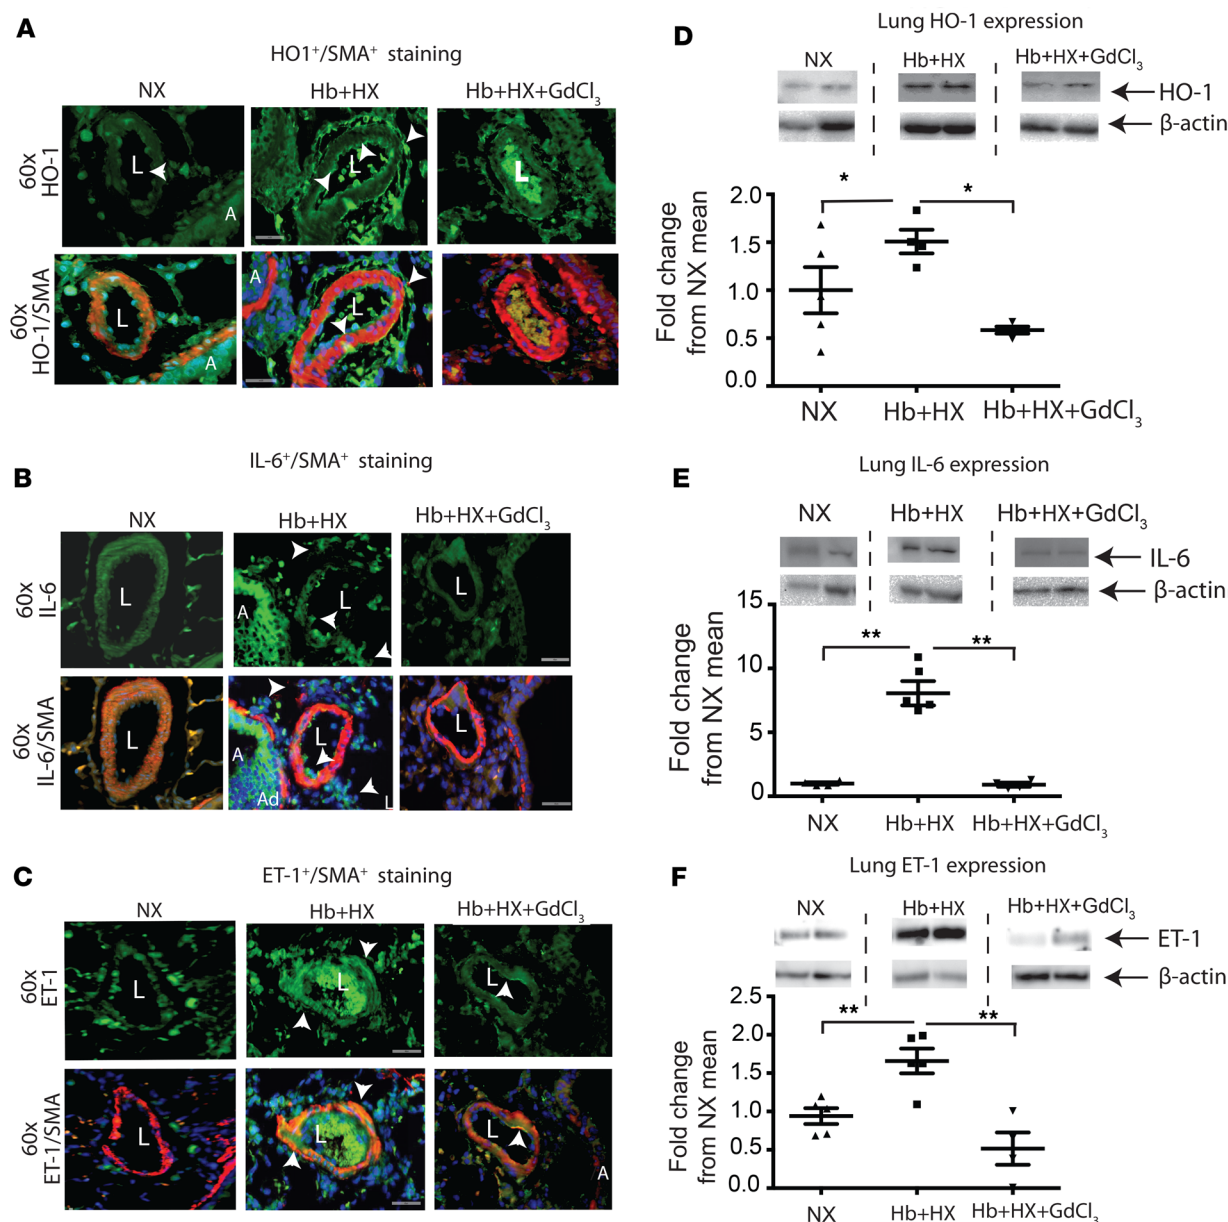 A
HO1⁺/SMA⁺ staining
NX Hb+HX Hb+HX+GdCl₃
60x HO-1
L L L
A
60x HO-1/SMA
A
L L
A
B
IL-6⁺/SMA⁺ staining
NX Hb+HX Hb+HX+GdCl₃
60x IL-6
L L L
A
60x IL-6/SMA
L L L
A
Ad L
C
ET-1⁺/SMA⁺ staining
NX Hb+HX Hb+HX+GdCl₃
60x ET-1
L L L
60x ET-1/SMA
L L L
A
D
Lung HO-1 expression
NX Hb+HX Hb+HX+GdCl₃
HO-1
β-actin
Fold change from NX mean
2.0
1.5
1.0
0.5
0.0
* *
NX Hb+HX Hb+HX+GdCl₃
E
Lung IL-6 expression
NX Hb+HX Hb+HX+GdCl₃
IL-6
β-actin
Fold change from NX mean
15
10
5
0
** **
NX Hb+HX Hb+HX+GdCl₃
F
Lung ET-1 expression
NX Hb+HX Hb+HX+GdCl₃
ET-1
β-actin
Fold change from NX mean
2.5
2.0
1.5
1.0
0.5
0.0
** **
NX Hb+HX Hb+HX+GdCl₃